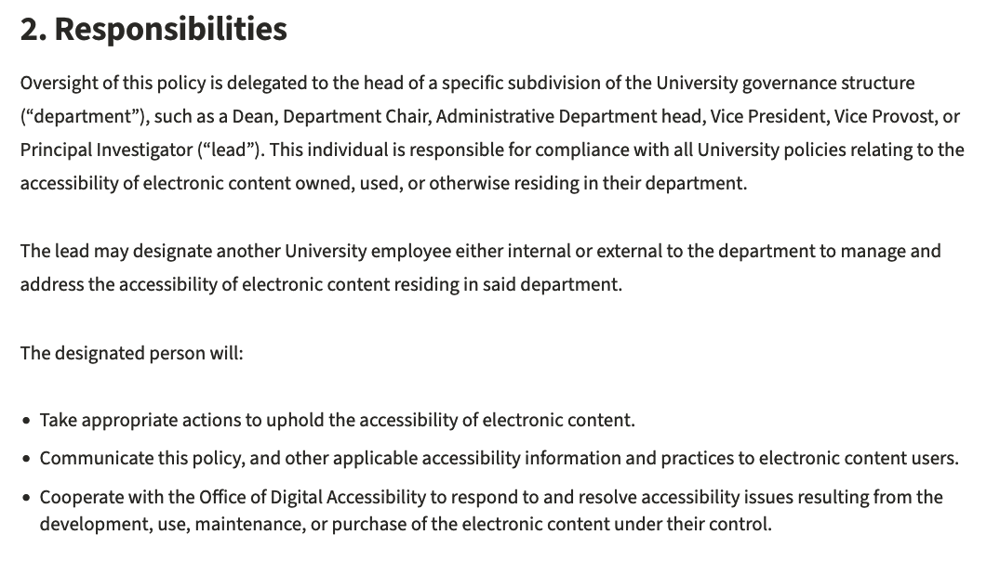 2. Responsibilities
Oversight of this policy is delegated to the head of a specific subdivision of the University governance structure
(“department”), such as a Dean, Department Chair, Administrative Department head, Vice President, Vice Provost, or
Principal Investigator (“lead”). This individual is responsible for compliance with all University policies relating to the
accessibility of electronic content owned, used, or otherwise residing in their department.
The lead may designate another University employee either internal or external to the department to manage and
address the accessibility of electronic content residing in said department.
The designated person will:
• Take appropriate actions to uphold the accessibility of electronic content.
• Communicate this policy, and other applicable accessibility information and practices to electronic content users.
• Cooperate with the Office of Digital Accessibility to respond to and resolve accessibility issues resulting from the
development, use, maintenance, or purchase of the electronic content under their control.